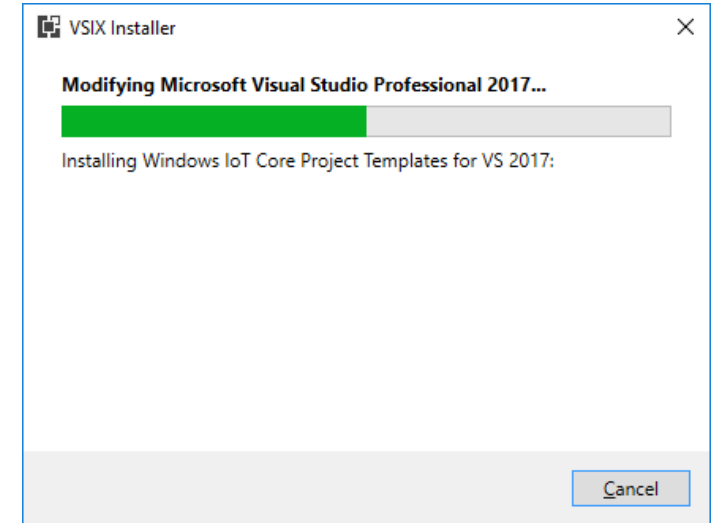 VSIX Installer
Modifying Microsoft Visual Studio Professional 2017...
Installing Windows IoT Core Project Templates for VS 2017:
Cancel